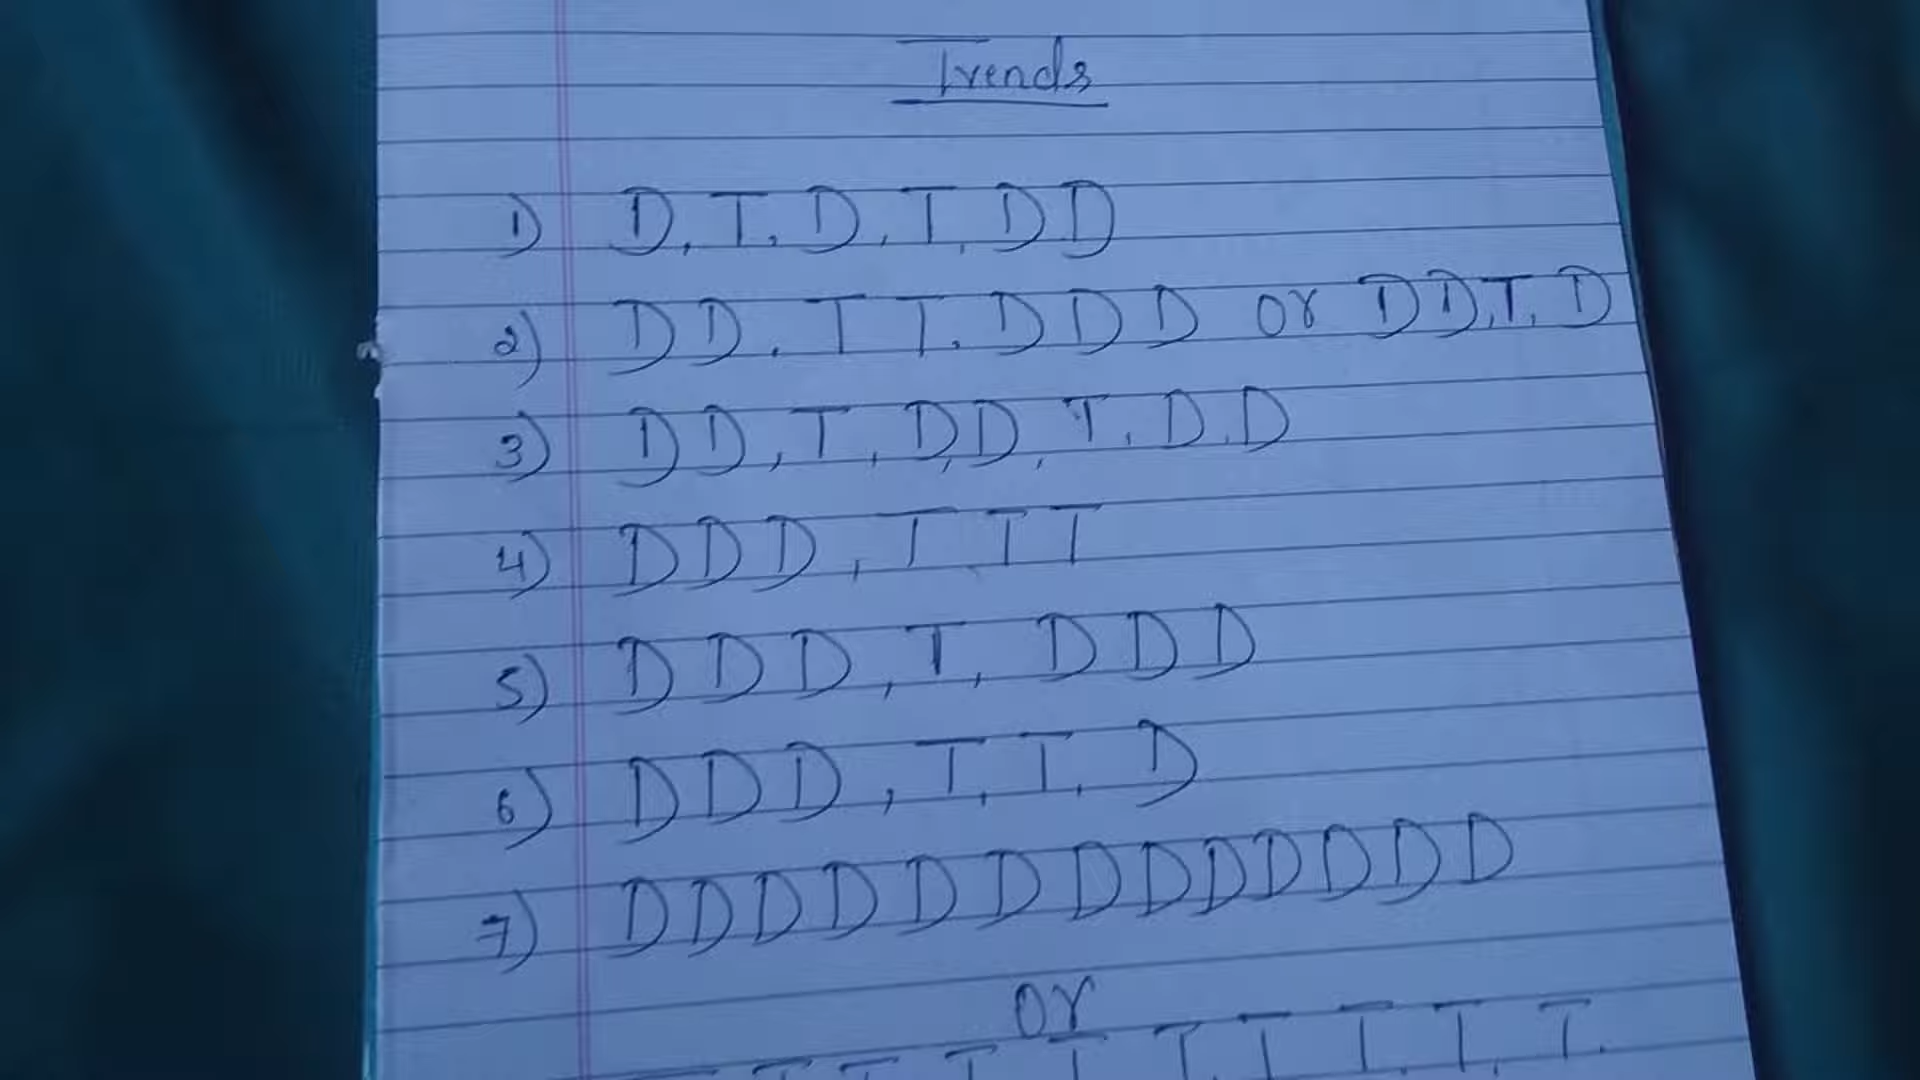 Trends
1) D, T, D, T, D D
2) D D, T T, D D D or D D, T, D
3) D D, T, D, D, T, D, D
4) D D D, T T T
5) D D D, T, D D D
6) D D D, T, T, D
7) D D D D D D D D D D D D D
or
T T T T T T T, T, T.